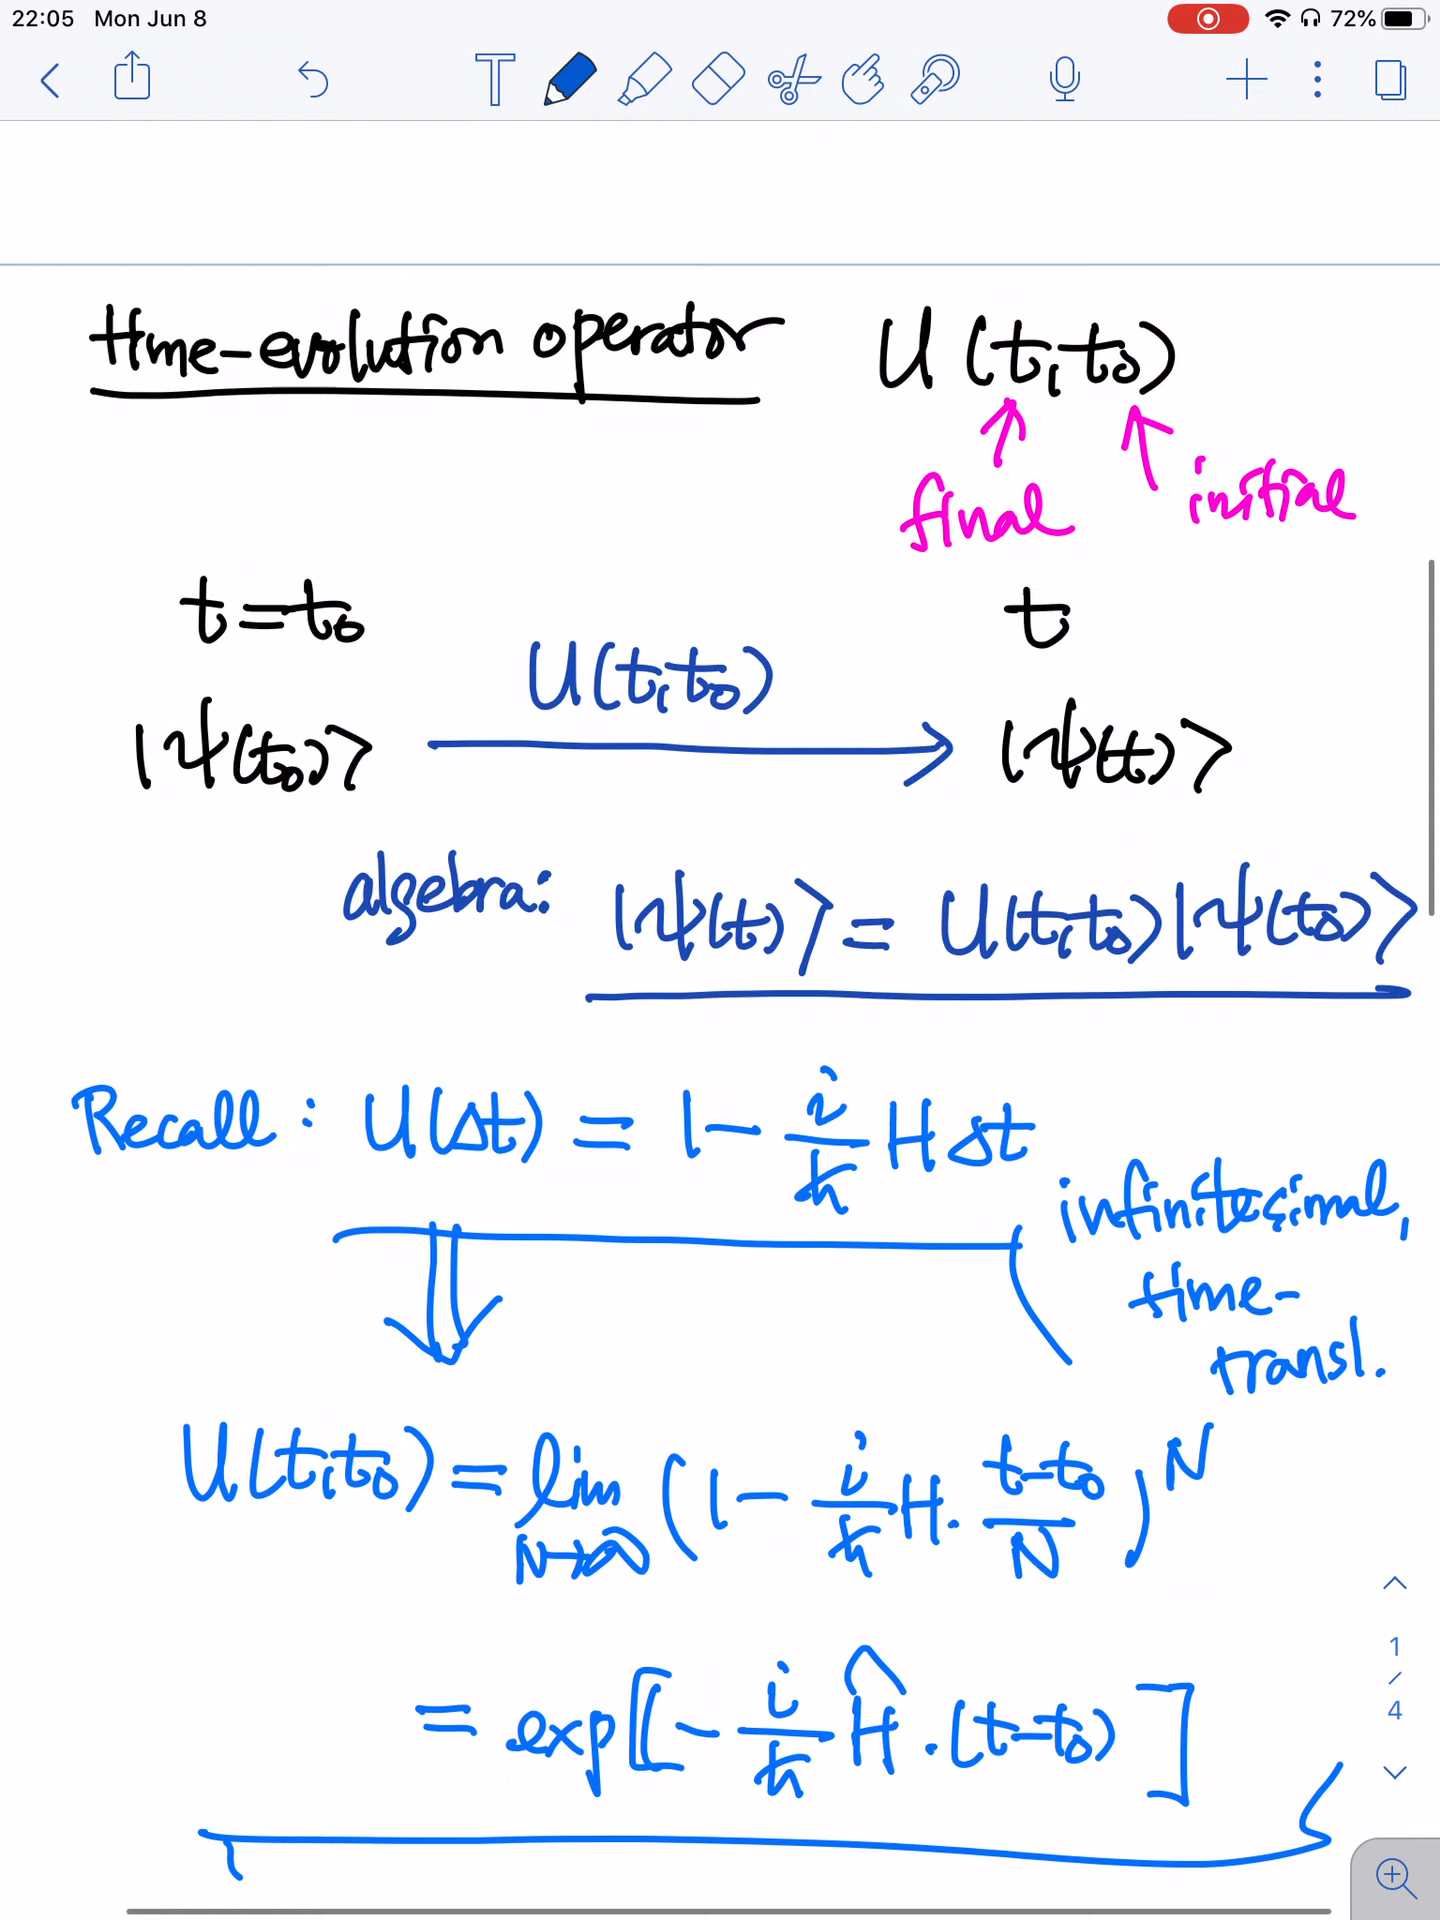 22:05 Mon Jun 8 72%
T
time-evolution operator U(t,t₀)
final initial
t=t₀ t
U(t,t₀)
|ψ(t₀)⟩ |ψ(t)⟩
algebra: |ψ(t)⟩ = U(t,t₀)|ψ(t₀)⟩
Recall: U(Δt) = 1 - i/ħ H Δt
infinitesimal,
time-
transl.
U(t,t₀) = lim N→∞ (1 - i/ħ H · (t-t₀)/N)^N
= exp[- i/ħ Ĥ · (t-t₀)]
1
/
4